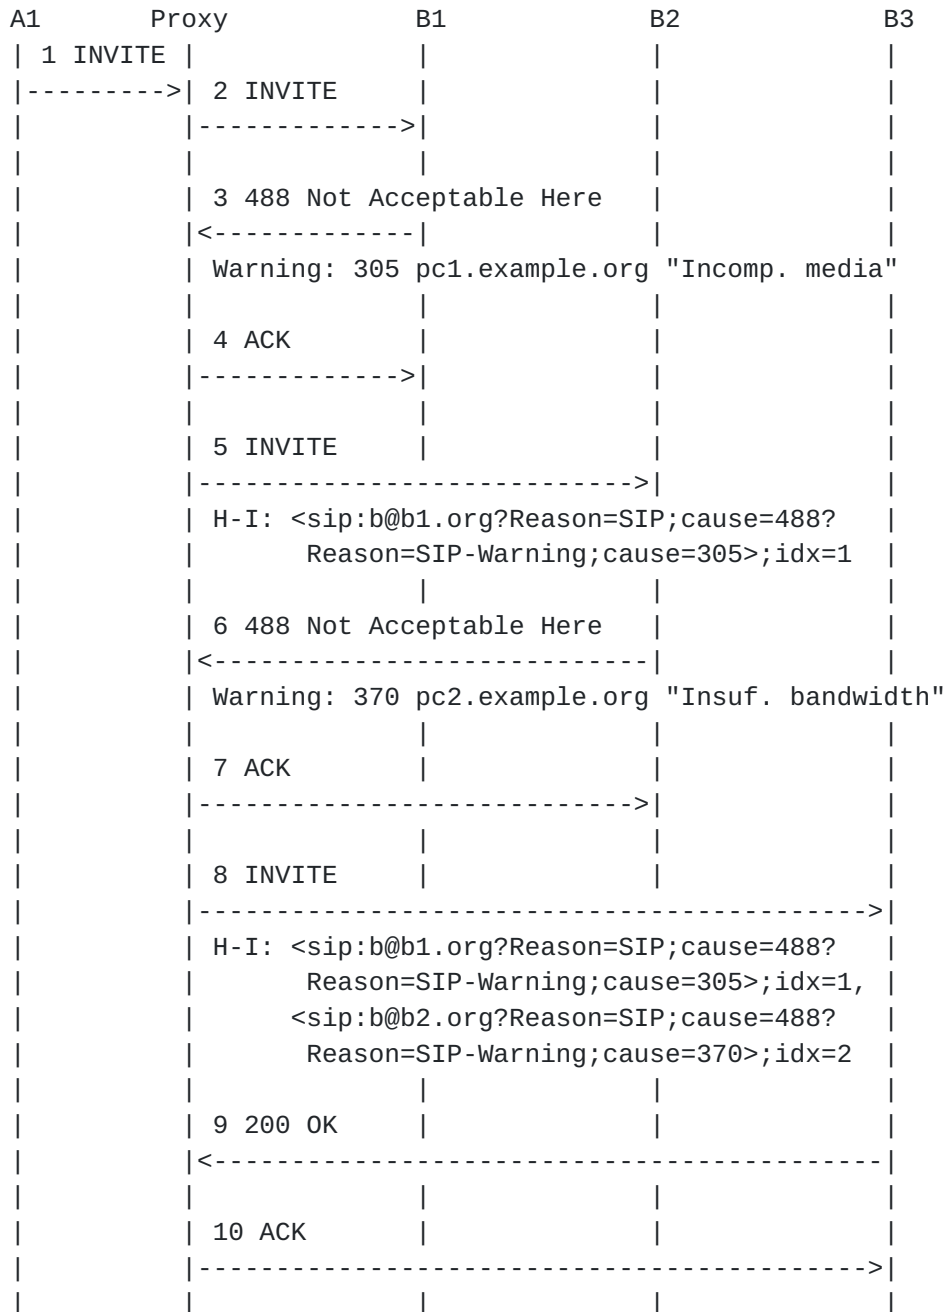 A1        Proxy            B1             B2             B3
| 1 INVITE |              |              |              |
|--------->| 2 INVITE     |              |              |
|          |------------->|              |              |
|          |              |              |              |
|          | 3 488 Not Acceptable Here   |              |
|          |<-------------|              |              |
|          | Warning: 305 pc1.example.org "Incomp. media"
|          |              |              |              |
|          | 4 ACK        |              |              |
|          |------------->|              |              |
|          |              |              |              |
|          | 5 INVITE     |              |              |
|          |---------------------------->|              |
|          | H-I: <sip:b@b1.org?Reason=SIP;cause=488?   |
|          |       Reason=SIP-Warning;cause=305>;idx=1  |
|          |              |              |              |
|          | 6 488 Not Acceptable Here   |              |
|          |<----------------------------|              |
|          | Warning: 370 pc2.example.org "Insuf. bandwidth"
|          |              |              |              |
|          | 7 ACK        |              |              |
|          |---------------------------->|              |
|          |              |              |              |
|          | 8 INVITE     |              |              |
|          |------------------------------------------->|
|          | H-I: <sip:b@b1.org?Reason=SIP;cause=488?   |
|          |       Reason=SIP-Warning;cause=305>;idx=1, |
|          |      <sip:b@b2.org?Reason=SIP;cause=488?   |
|          |       Reason=SIP-Warning;cause=370>;idx=2  |
|          |              |              |              |
|          | 9 200 OK     |              |              |
|          |<-------------------------------------------|
|          |              |              |              |
|          | 10 ACK       |              |              |
|          |------------------------------------------->|
|          |              |              |              |